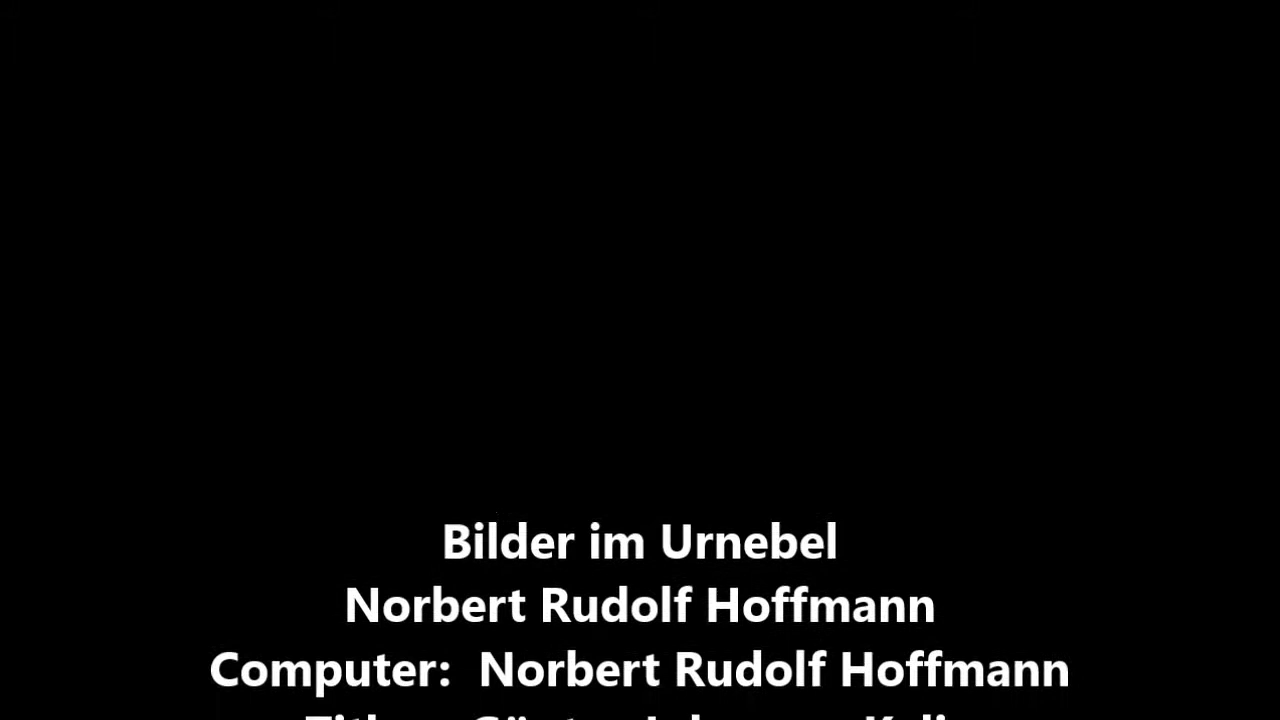 Bilder im Urnebel
Norbert Rudolf Hoffmann
Computer:  Norbert Rudolf Hoffmann